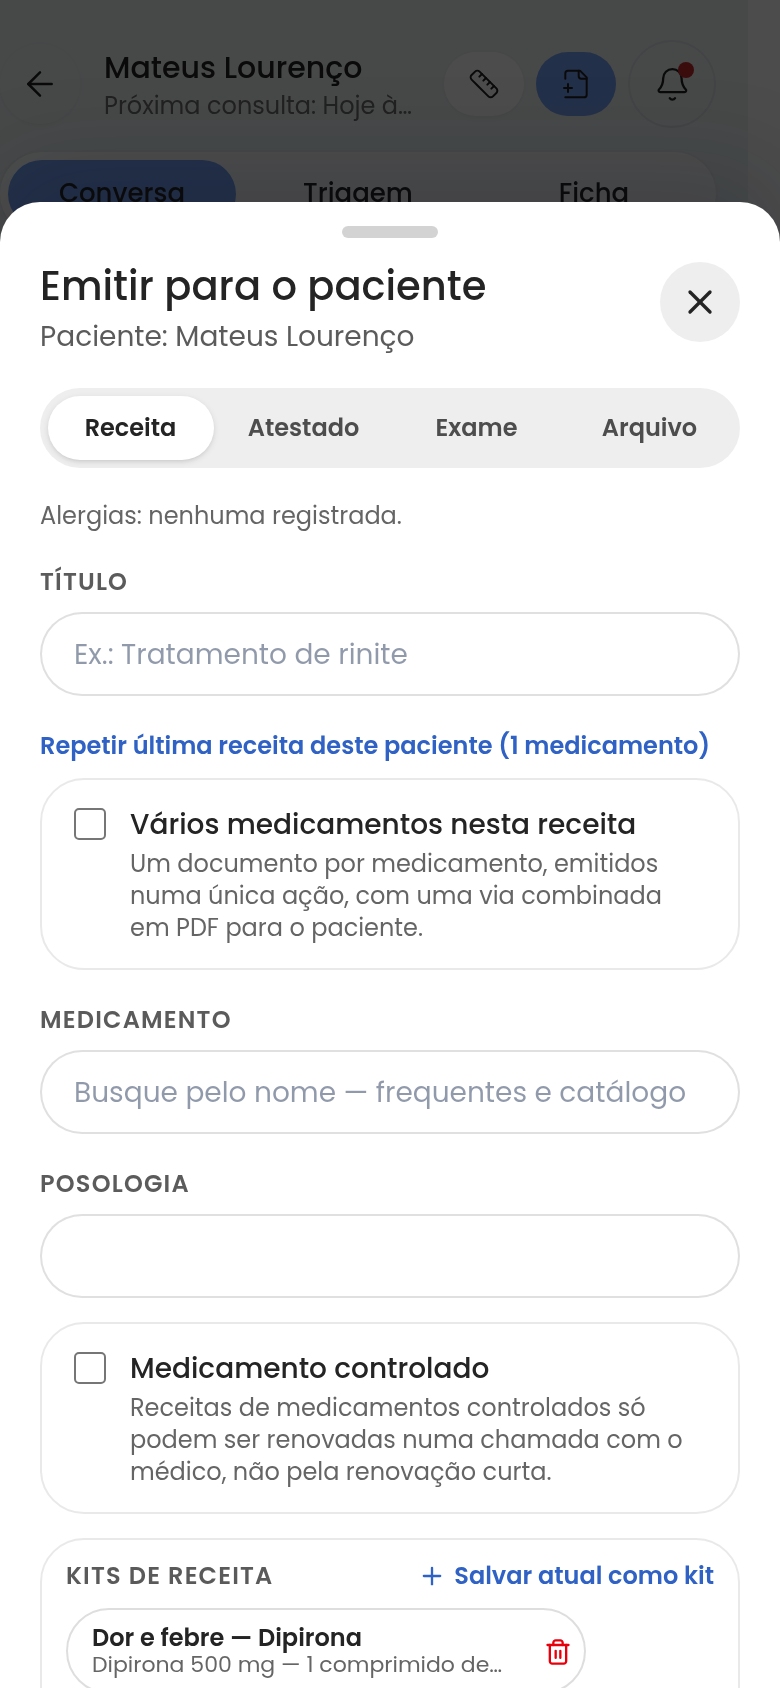 Mateus Lourenço
Próxima consulta: Hoje à...
Conversa
Triagem
Ficha
Emitir para o paciente
Paciente: Mateus Lourenço
Receita
Atestado
Exame
Arquivo
Alergias: nenhuma registrada.
TÍTULO
Ex.: Tratamento de rinite
Repetir última receita deste paciente (1 medicamento)
Vários medicamentos nesta receita
Um documento por medicamento, emitidos
numa única ação, com uma via combinada
em PDF para o paciente.
MEDICAMENTO
Busque pelo nome — frequentes e catálogo
POSOLOGIA
Medicamento controlado
Receitas de medicamentos controlados só
podem ser renovadas numa chamada com o
médico, não pela renovação curta.
KITS DE RECEITA
+ Salvar atual como kit
Dor e febre — Dipirona
Dipirona 500 mg — 1 comprimido de...